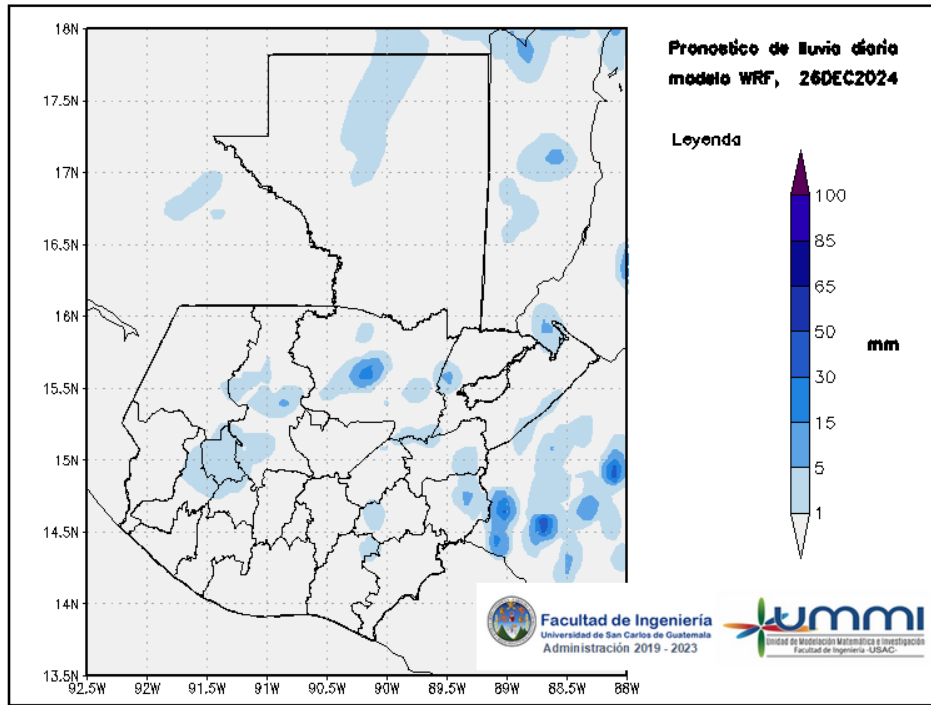 Pronostico de lluvia diaria
modelo WRF, 26DEC2024
Leyenda
100
85
65
50
30
15
5
1
mm
18N
17.5N
17N
16.5N
16N
15.5N
15N
14.5N
14N
13.5N
92.5W
92W
91.5W
91W
90.5W
90W
89.5W
89W
88.5W
88W
Facultad de Ingeniería
Universidad de San Carlos de Guatemala
Administración 2019 - 2023
ummi
Unidad de Modelación Matemática e Investigación
Facultad de Ingeniería -USAC-